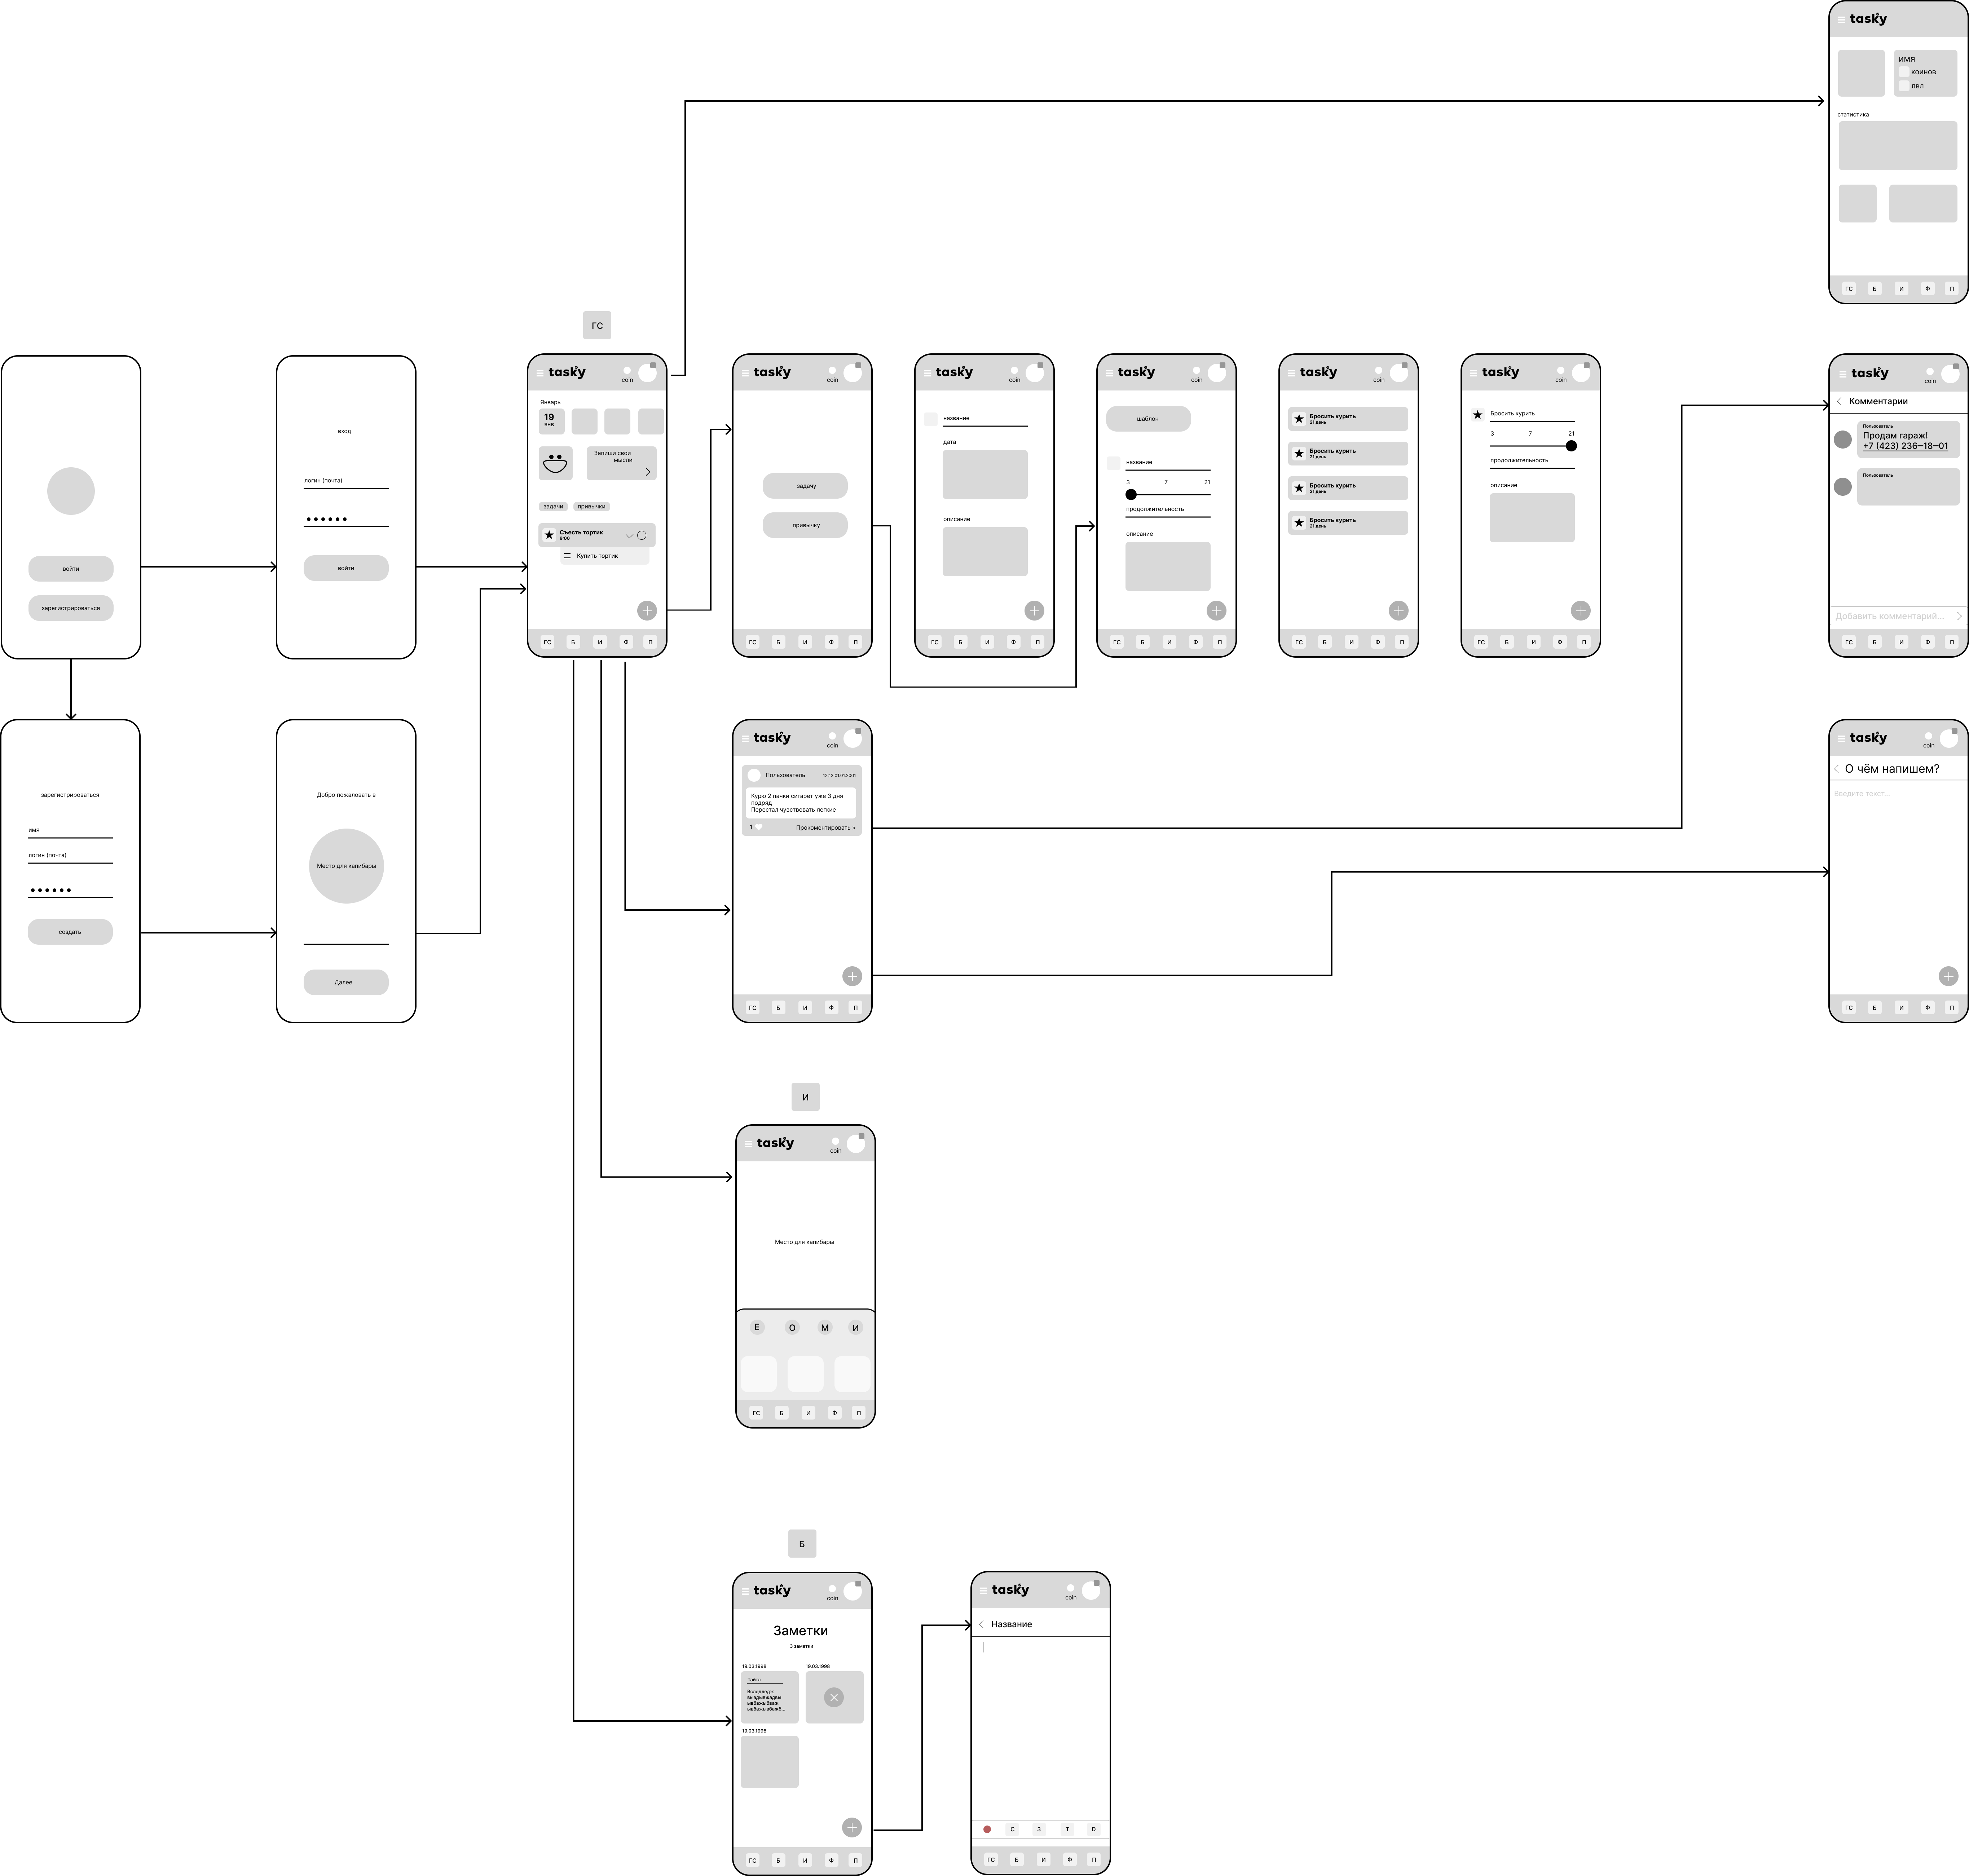 tasky
имя
коинов
лвл
статистика
ГС Б И Ф П
ГС
войти
зарегистрироваться
вход
логин (почта)
войти
tasky
coin
Январь
19
ЯНВ
Запиши свои
мысли
задачи
привычки
Съесть тортик
9:00
Купить тортик
ГС Б И Ф П
tasky
coin
задачу
привычку
ГС Б И Ф П
tasky
coin
название
дата
описание
ГС Б И Ф П
tasky
coin
шаблон
название
3 7 21
продолжительность
описание
ГС Б И Ф П
tasky
coin
Бросить курить
21 день
Бросить курить
21 день
Бросить курить
21 день
Бросить курить
21 день
ГС Б И Ф П
tasky
coin
Бросить курить
3 7 21
продолжительность
описание
ГС Б И Ф П
tasky
coin
Комментарии
Пользователь
Продам гараж!
+7 (423) 236‒18‒01
Пользователь
Добавить комментарий...
ГС Б И Ф П
зарегистрироваться
имя
логин (почта)
создать
Добро пожаловать в
Место для капибары
Далее
tasky
coin
Пользователь
12:12 01.01.2001
Курю 2 пачки сигарет уже 3 дня
подряд
Перестал чувствовать легкие
1
Прокоментировать >
ГС Б И Ф П
tasky
coin
О чём напишем?
Введите текст...
ГС Б И Ф П
И
tasky
coin
Место для капибары
Е О М И
ГС Б И Ф П
Б
tasky
coin
Заметки
3 заметки
19.03.1998
19.03.1998
Тайтл
Вследледж
выадывжадвы
ывбажыбваж
ывбажывбажб...
19.03.1998
ГС Б И Ф П
tasky
coin
Название
С З Т D
ГС Б И Ф П